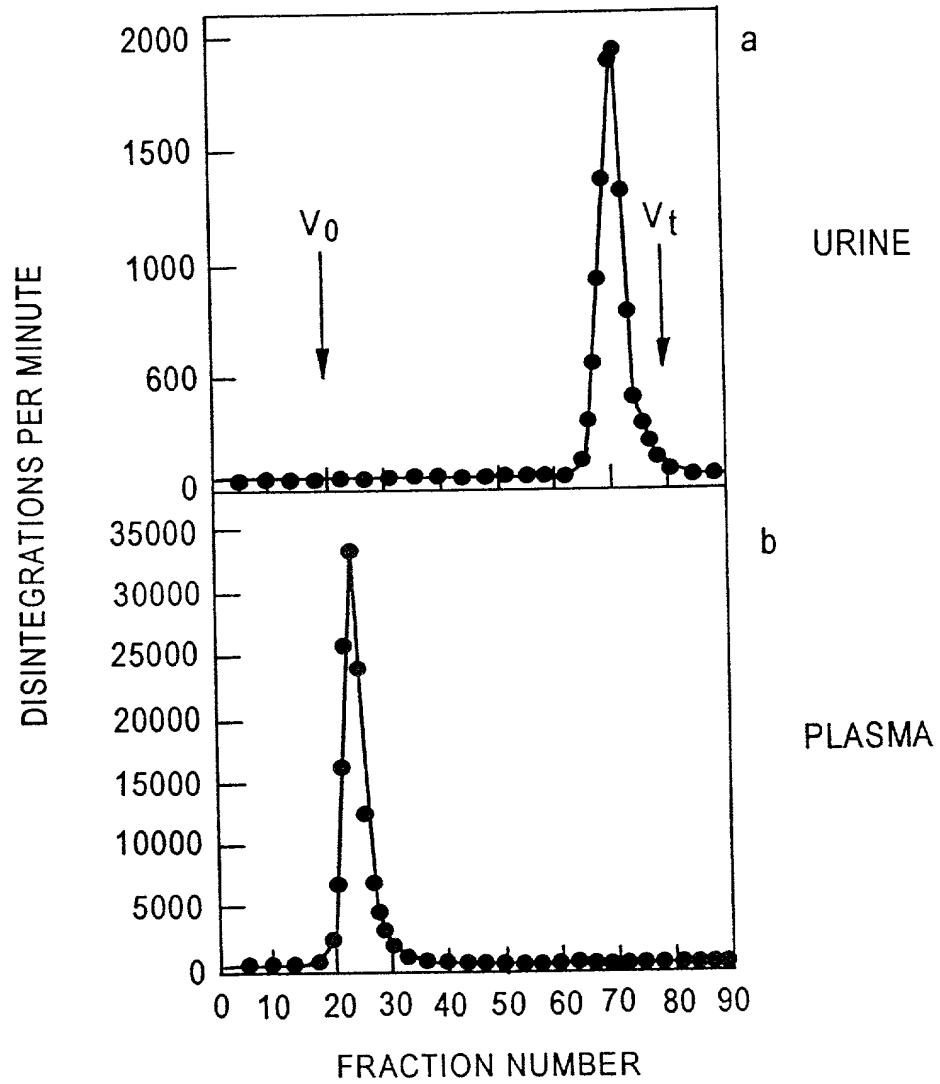 2000
1500
1000
600
0
V0
Vt
a
URINE
DISINTEGRATIONS PER MINUTE
35000
30000
25000
20000
15000
10000
5000
0
b
PLASMA
0 10 20 30 40 50 60 70 80 90
FRACTION NUMBER